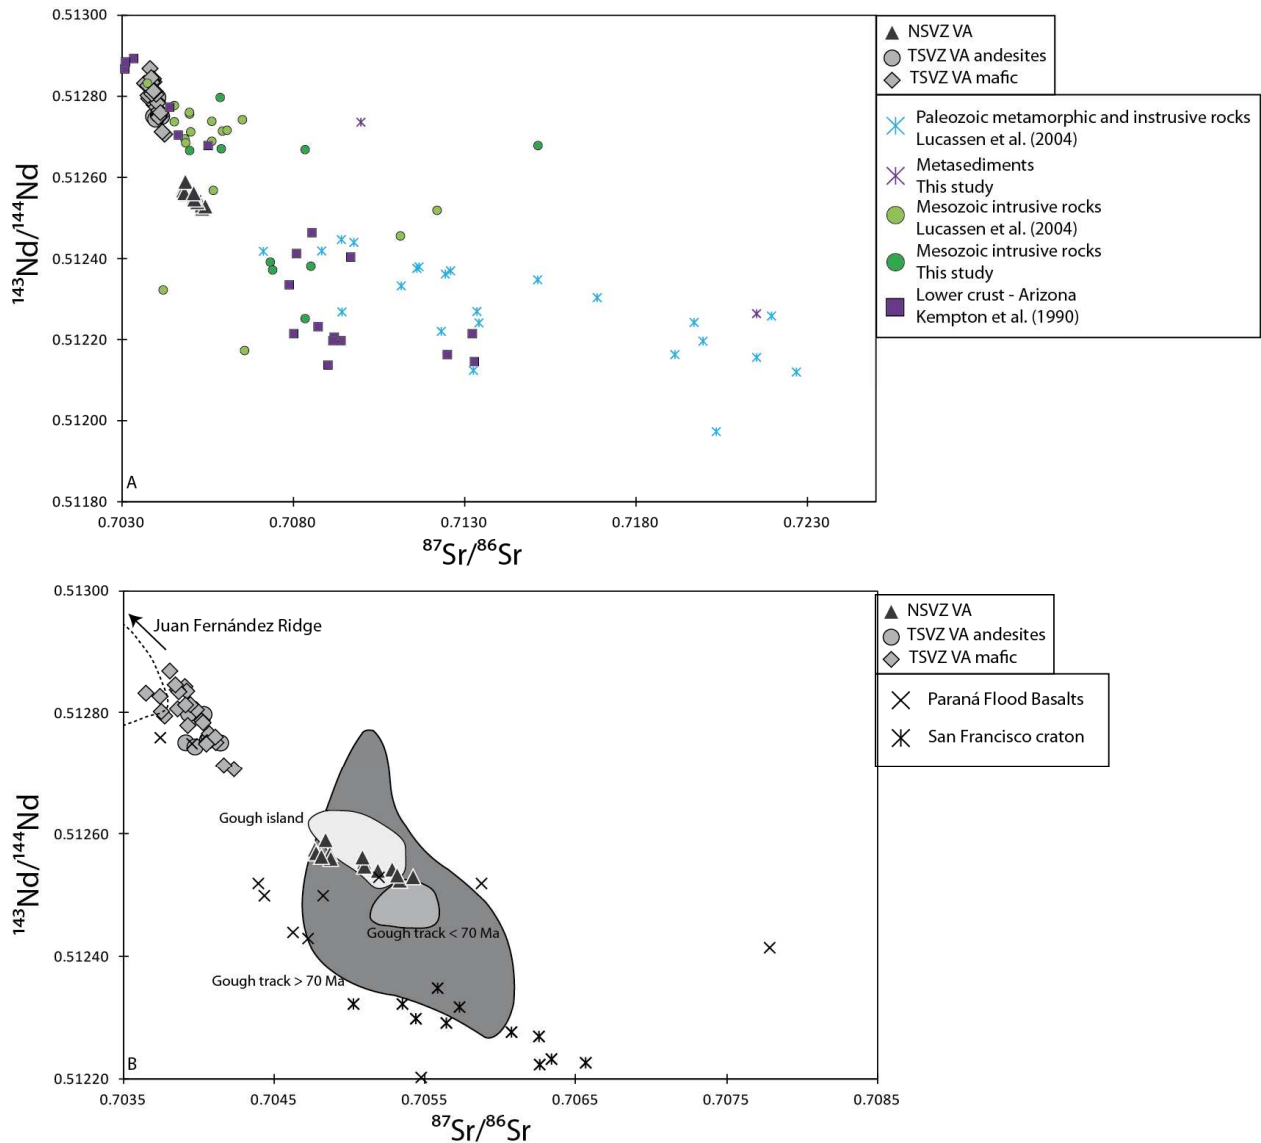 0.51300
0.51280
0.51260
0.51240
0.51220
0.51200
0.51180
143Nd/144Nd
A
0.7030
0.7080
0.7130
0.7180
0.7230
87Sr/86Sr
NSVZ VA
TSVZ VA andesites
TSVZ VA mafic
Paleozoic metamorphic and instrusive rocks
Lucassen et al. (2004)
Metasediments
This study
Mesozoic intrusive rocks
Lucassen et al. (2004)
Mesozoic intrusive rocks
This study
Lower crust - Arizona
Kempton et al. (1990)
0.51300
0.51280
0.51260
0.51240
0.51220
143Nd/144Nd
Juan Fernández Ridge
Gough island
Gough track < 70 Ma
Gough track > 70 Ma
B
0.7035
0.7045
0.7055
0.7065
0.7075
0.7085
87Sr/86Sr
NSVZ VA
TSVZ VA andesites
TSVZ VA mafic
Paraná Flood Basalts
San Francisco craton